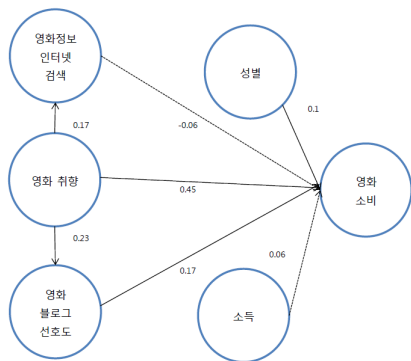 영화정보
인터넷
검색
성별
0.1
0.17
-0.06
영화 취향
0.45
영화
소비
0.23
0.17
0.06
영화
블로그
선호도
소득